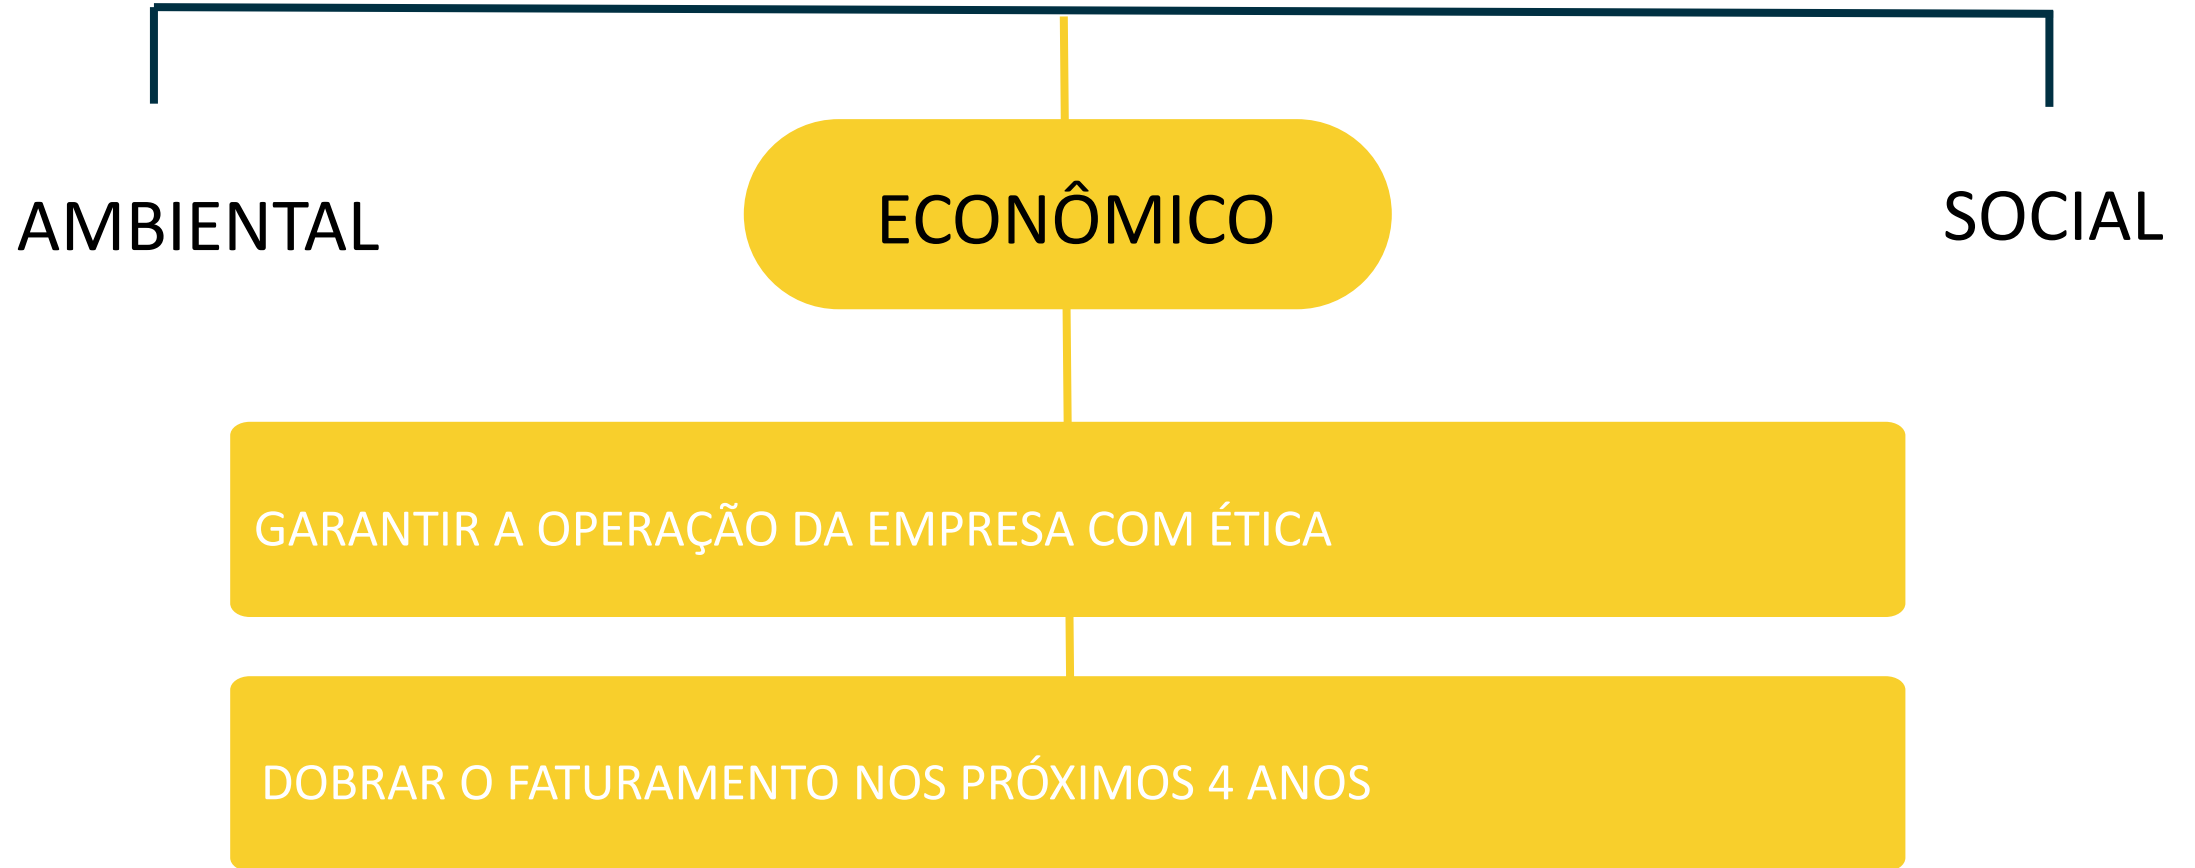 AMBIENTAL
ECONÔMICO
SOCIAL
GARANTIR A OPERAÇÃO DA EMPRESA COM ÉTICA
DOBRAR O FATURAMENTO NOS PRÓXIMOS 4 ANOS